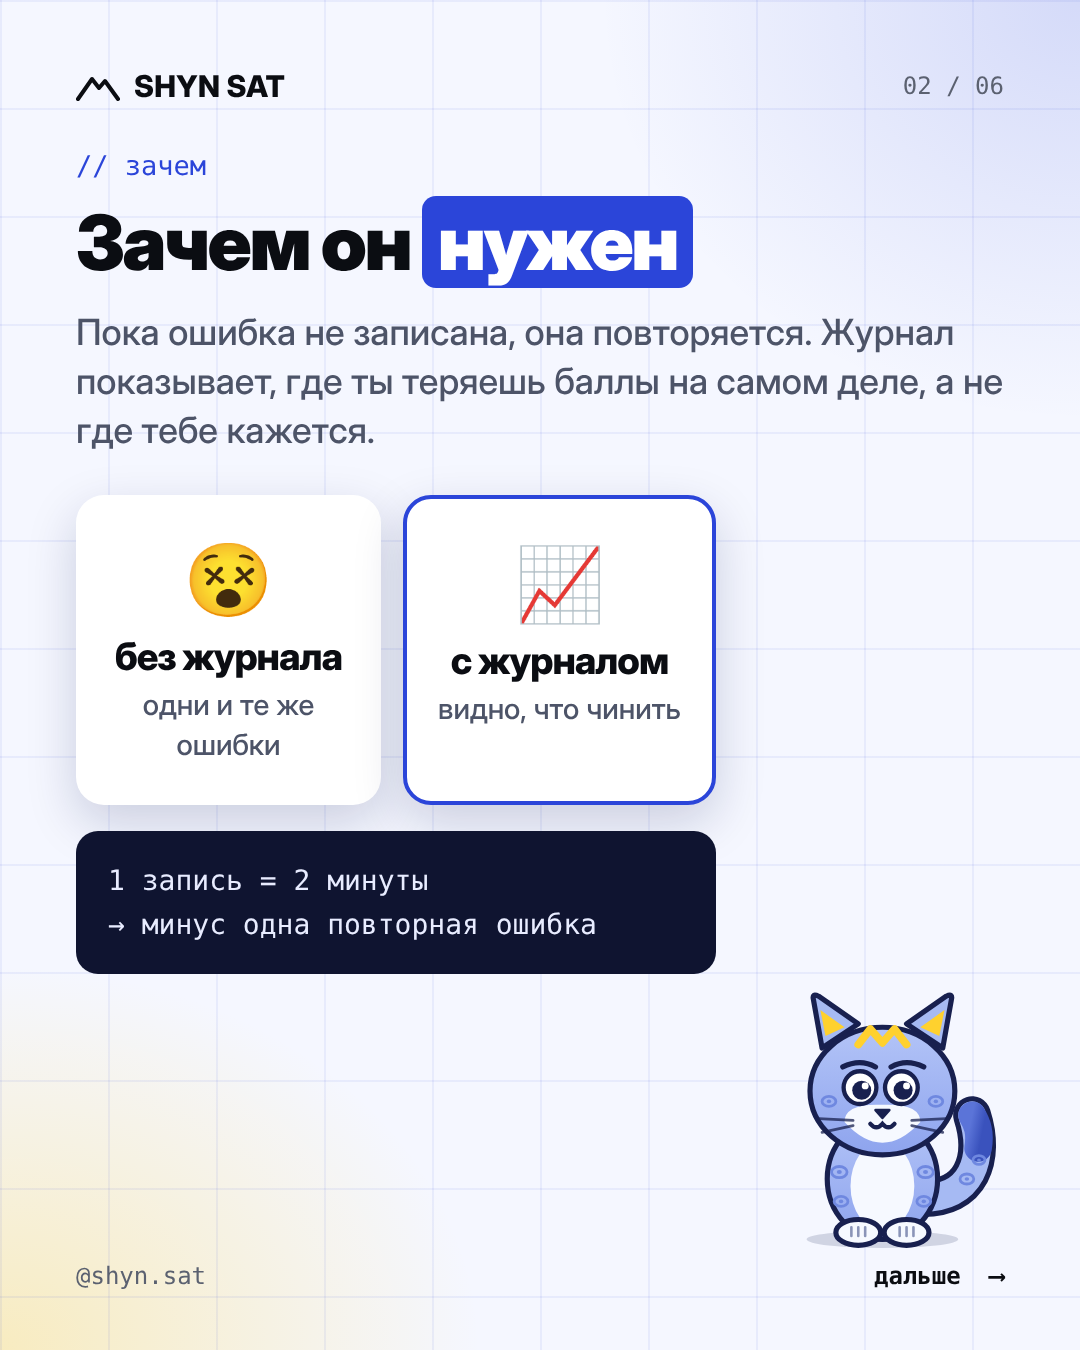 SHYN SAT
02 / 06
// зачем
Зачем он нужен
Пока ошибка не записана, она повторяется. Журнал
показывает, где ты теряешь баллы на самом деле, а не
где тебе кажется.
без журнала
одни и те же
ошибки
с журналом
видно, что чинить
1 запись = 2 минуты
→ минус одна повторная ошибка
@shyn.sat
дальше →